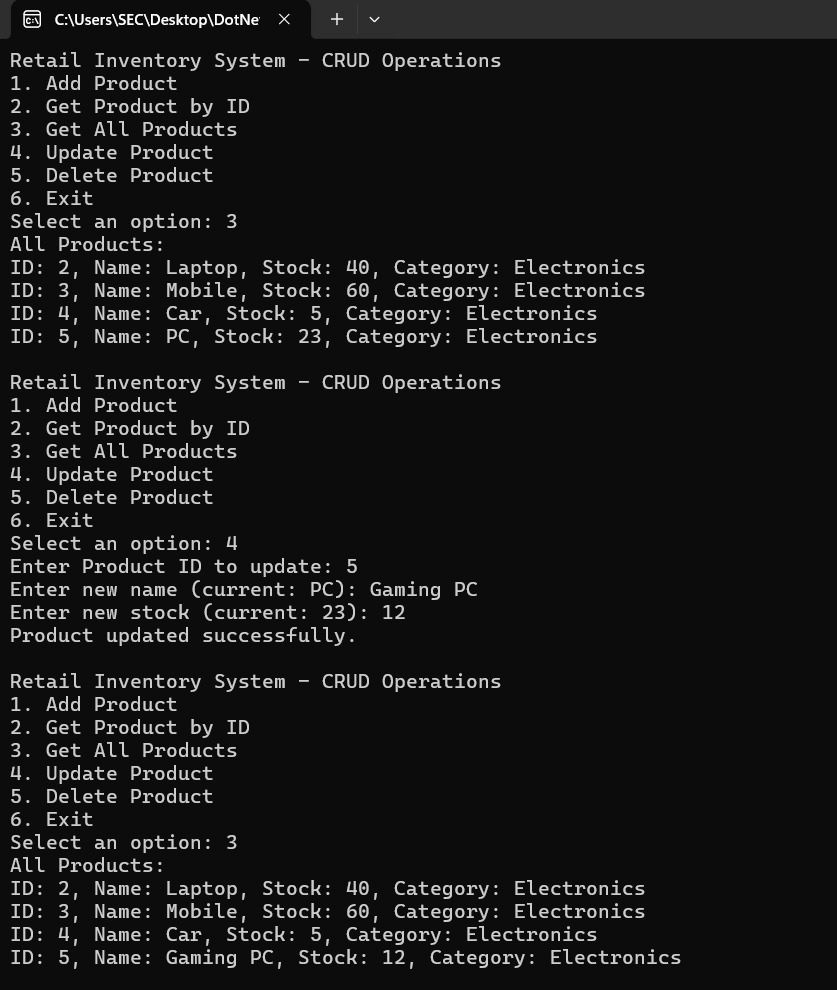 C:\Users\SEC\Desktop\DotNe
Retail Inventory System - CRUD Operations
1. Add Product
2. Get Product by ID
3. Get All Products
4. Update Product
5. Delete Product
6. Exit
Select an option: 3
All Products:
ID: 2, Name: Laptop, Stock: 40, Category: Electronics
ID: 3, Name: Mobile, Stock: 60, Category: Electronics
ID: 4, Name: Car, Stock: 5, Category: Electronics
ID: 5, Name: PC, Stock: 23, Category: Electronics
Retail Inventory System - CRUD Operations
1. Add Product
2. Get Product by ID
3. Get All Products
4. Update Product
5. Delete Product
6. Exit
Select an option: 4
Enter Product ID to update: 5
Enter new name (current: PC): Gaming PC
Enter new stock (current: 23): 12
Product updated successfully.
Retail Inventory System - CRUD Operations
1. Add Product
2. Get Product by ID
3. Get All Products
4. Update Product
5. Delete Product
6. Exit
Select an option: 3
All Products:
ID: 2, Name: Laptop, Stock: 40, Category: Electronics
ID: 3, Name: Mobile, Stock: 60, Category: Electronics
ID: 4, Name: Car, Stock: 5, Category: Electronics
ID: 5, Name: Gaming PC, Stock: 12, Category: Electronics